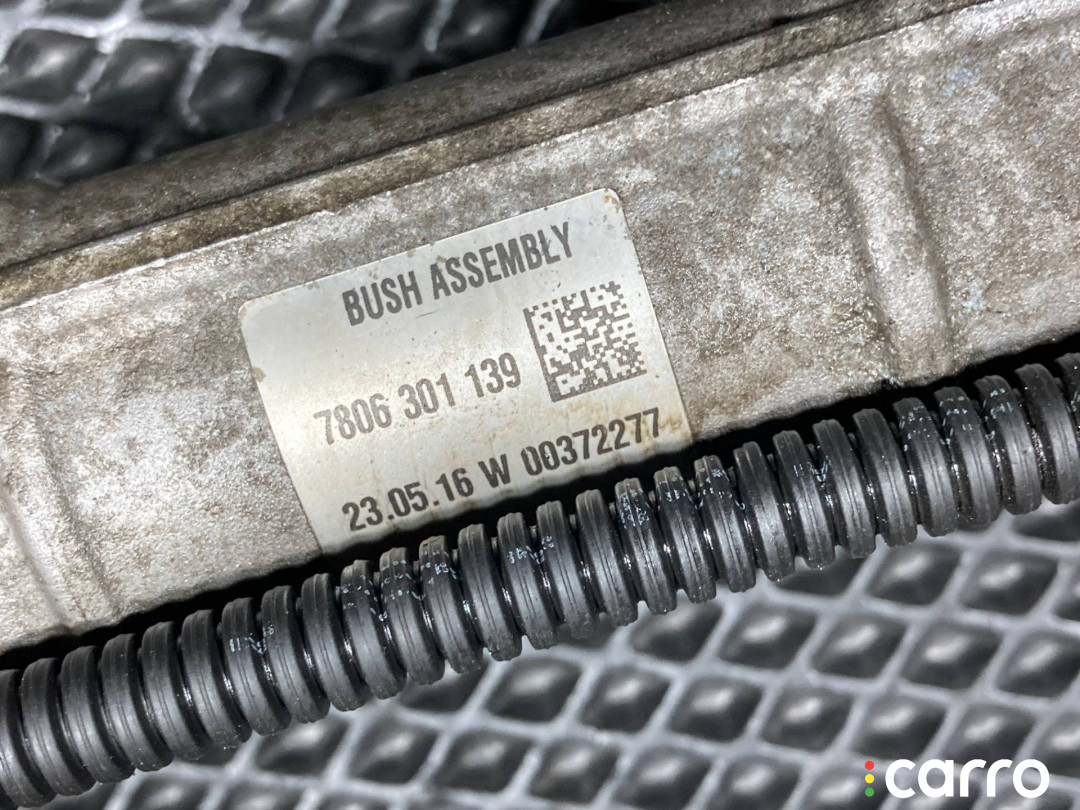 BUSH ASSEMBLY
7806 301 139
23.05.16 W 00372277
carro